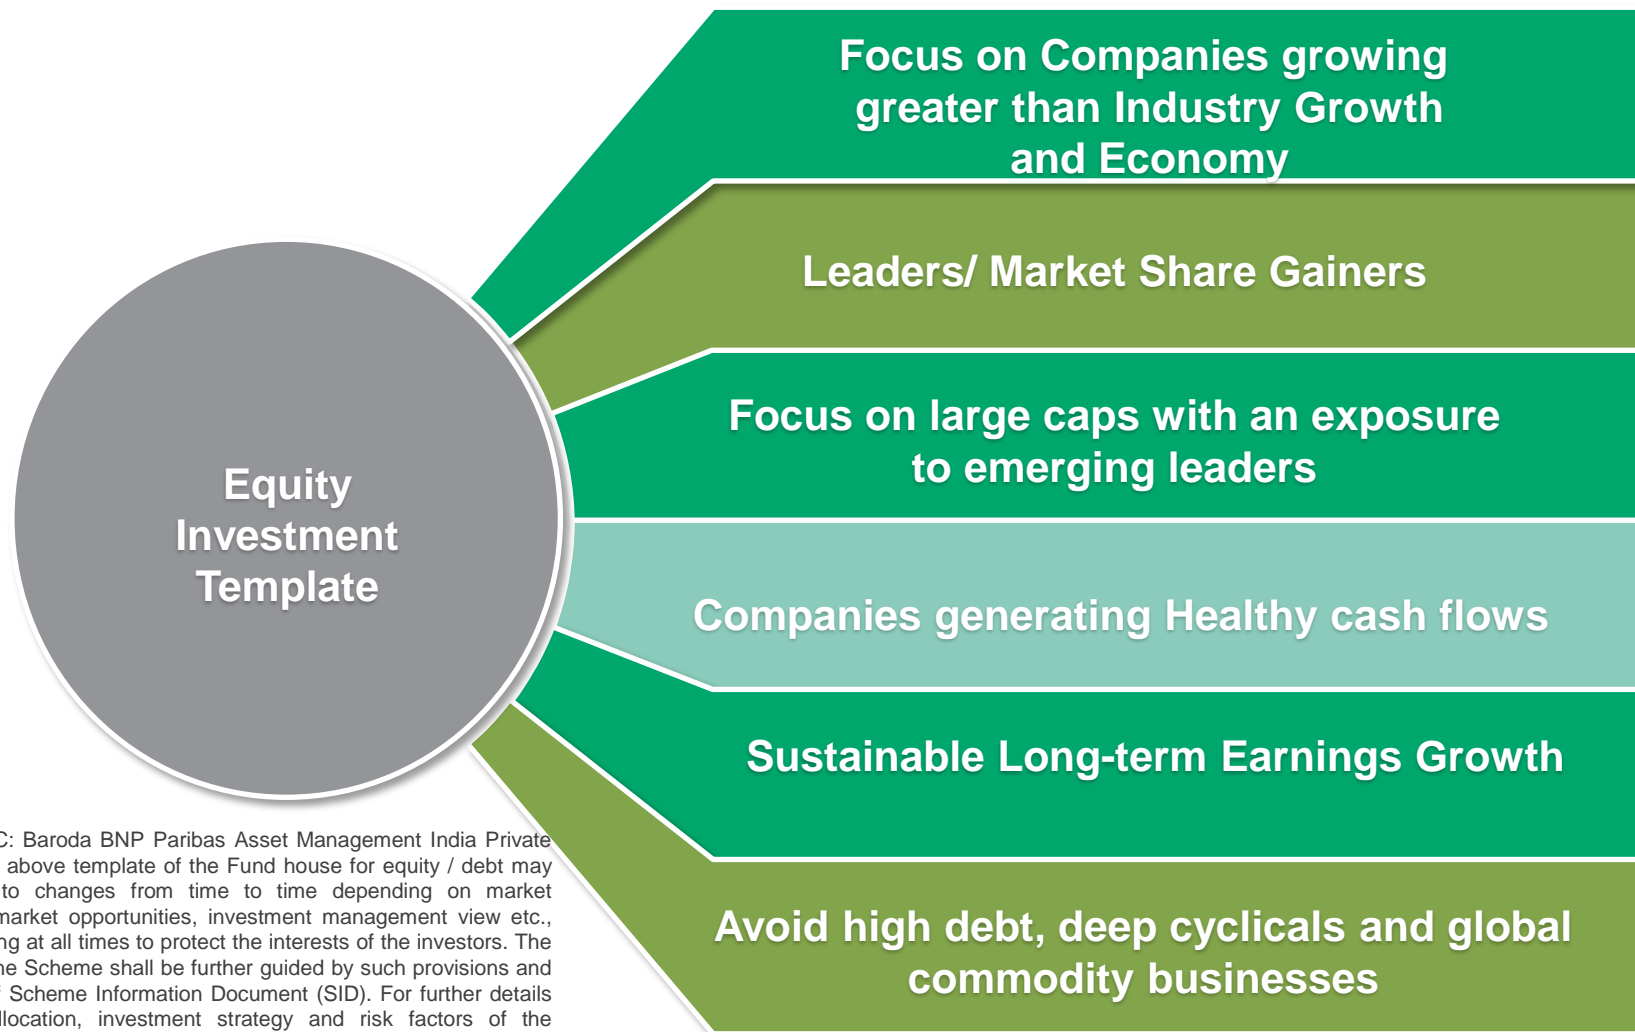 Focus on Companies growing
greater than Industry Growth
and Economy
Leaders/ Market Share Gainers
Focus on large caps with an exposure
to emerging leaders
Equity
Investment
Template
Companies generating Healthy cash flows
Sustainable Long-term Earnings Growth
Avoid high debt, deep cyclicals and global
commodity businesses
C: Baroda BNP Paribas Asset Management India Private
above template of the Fund house for equity / debt may
to changes from time to time depending on market
market opportunities, investment management view etc.,
ng at all times to protect the interests of the investors. The
he Scheme shall be further guided by such provisions and
Scheme Information Document (SID). For further details
llocation, investment strategy and risk factors of the